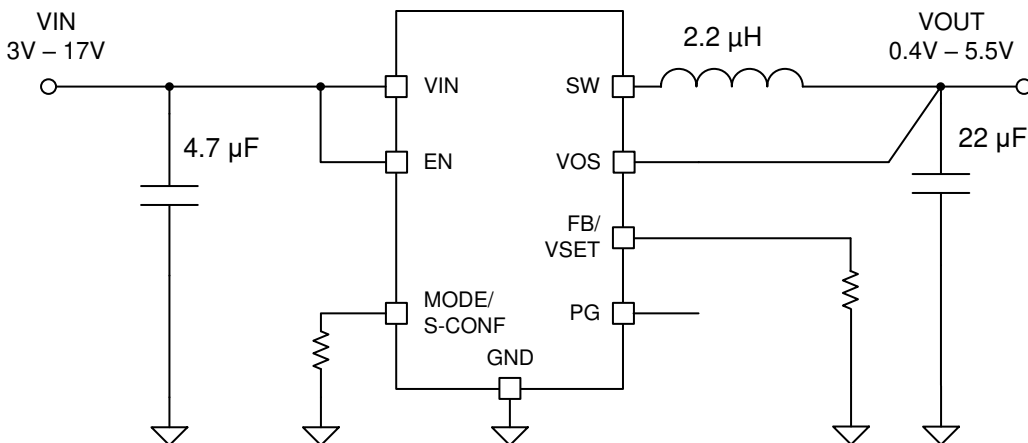 VIN
3V – 17V
4.7 µF
VIN
EN
MODE/
S-CONF
GND
SW
VOS
FB/
VSET
PG
2.2 µH
VOUT
0.4V – 5.5V
22 µF